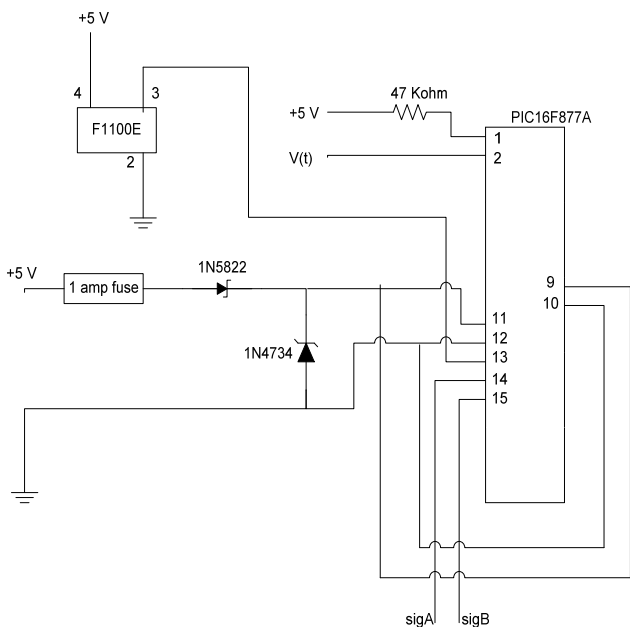 +5 V
4
3
F1100E
2
47 Kohm
+5 V
PIC16F877A
1
V(t)
2
+5 V
1 amp fuse
1N5822
1N4734
9
10
11
12
13
14
15
sigA
sigB